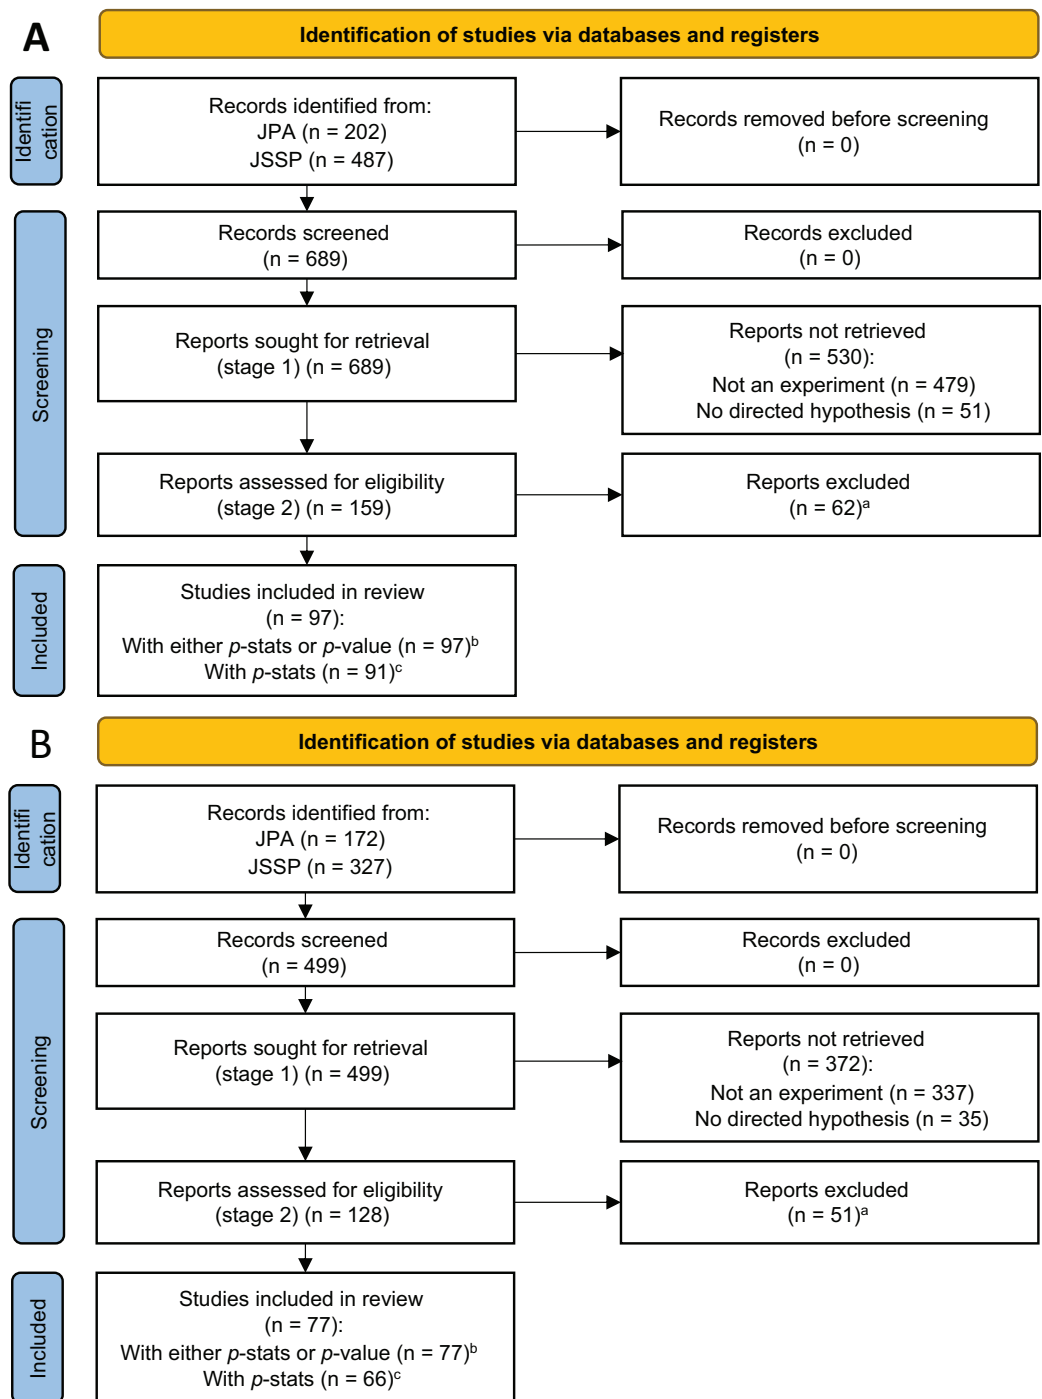 A
Identification of studies via databases and registers
Identifi
cation
Records identified from:
JPA (n = 202)
JSSP (n = 487)
Records removed before screening
(n = 0)
Screening
Records screened
(n = 689)
Records excluded
(n = 0)
Reports sought for retrieval
(stage 1) (n = 689)
Reports not retrieved
(n = 530):
Not an experiment (n = 479)
No directed hypothesis (n = 51)
Reports assessed for eligibility
(stage 2) (n = 159)
Reports excluded
(n = 62)a
Included
Studies included in review
(n = 97):
With either p-stats or p-value (n = 97)b
With p-stats (n = 91)c
B
Identification of studies via databases and registers
Identifi
cation
Records identified from:
JPA (n = 172)
JSSP (n = 327)
Records removed before screening
(n = 0)
Screening
Records screened
(n = 499)
Records excluded
(n = 0)
Reports sought for retrieval
(stage 1) (n = 499)
Reports not retrieved
(n = 372):
Not an experiment (n = 337)
No directed hypothesis (n = 35)
Reports assessed for eligibility
(stage 2) (n = 128)
Reports excluded
(n = 51)a
Included
Studies included in review
(n = 77):
With either p-stats or p-value (n = 77)b
With p-stats (n = 66)c